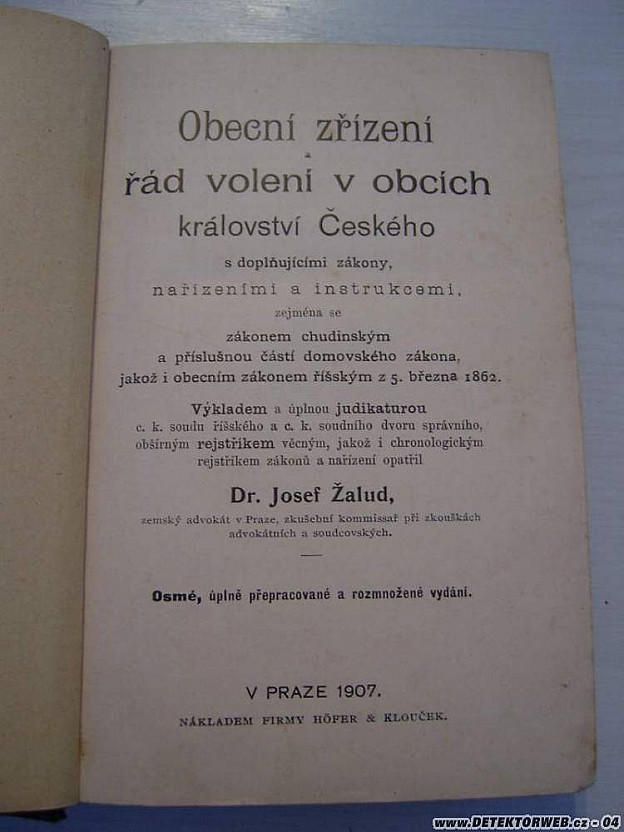 Obecní zřízení
a
řád volení v obcích
království Českého
s doplňujícími zákony,
nařízeními a instrukcemi,
zejména se
zákonem chudinským
a příslušnou částí domovského zákona,
jakož i obecním zákonem říšským z 5. března 1862.
Výkladem a úplnou judikaturou
c. k. soudu říšského a c. k. soudního dvoru správního,
obšírným rejstříkem věcným, jakož i chronologickým
rejstříkem zákonů a nařízení opatřil
Dr. Josef Žalud,
zemský advokát v Praze, zkušební kommissař při zkouškách
advokátních a soudcovských.
Osmé, úplně přepracované a rozmnožené vydání.
V PRAZE 1907.
NÁKLADEM FIRMY HÖFER & KLOUČEK.
www.DETEKTORWEB.cz - 04